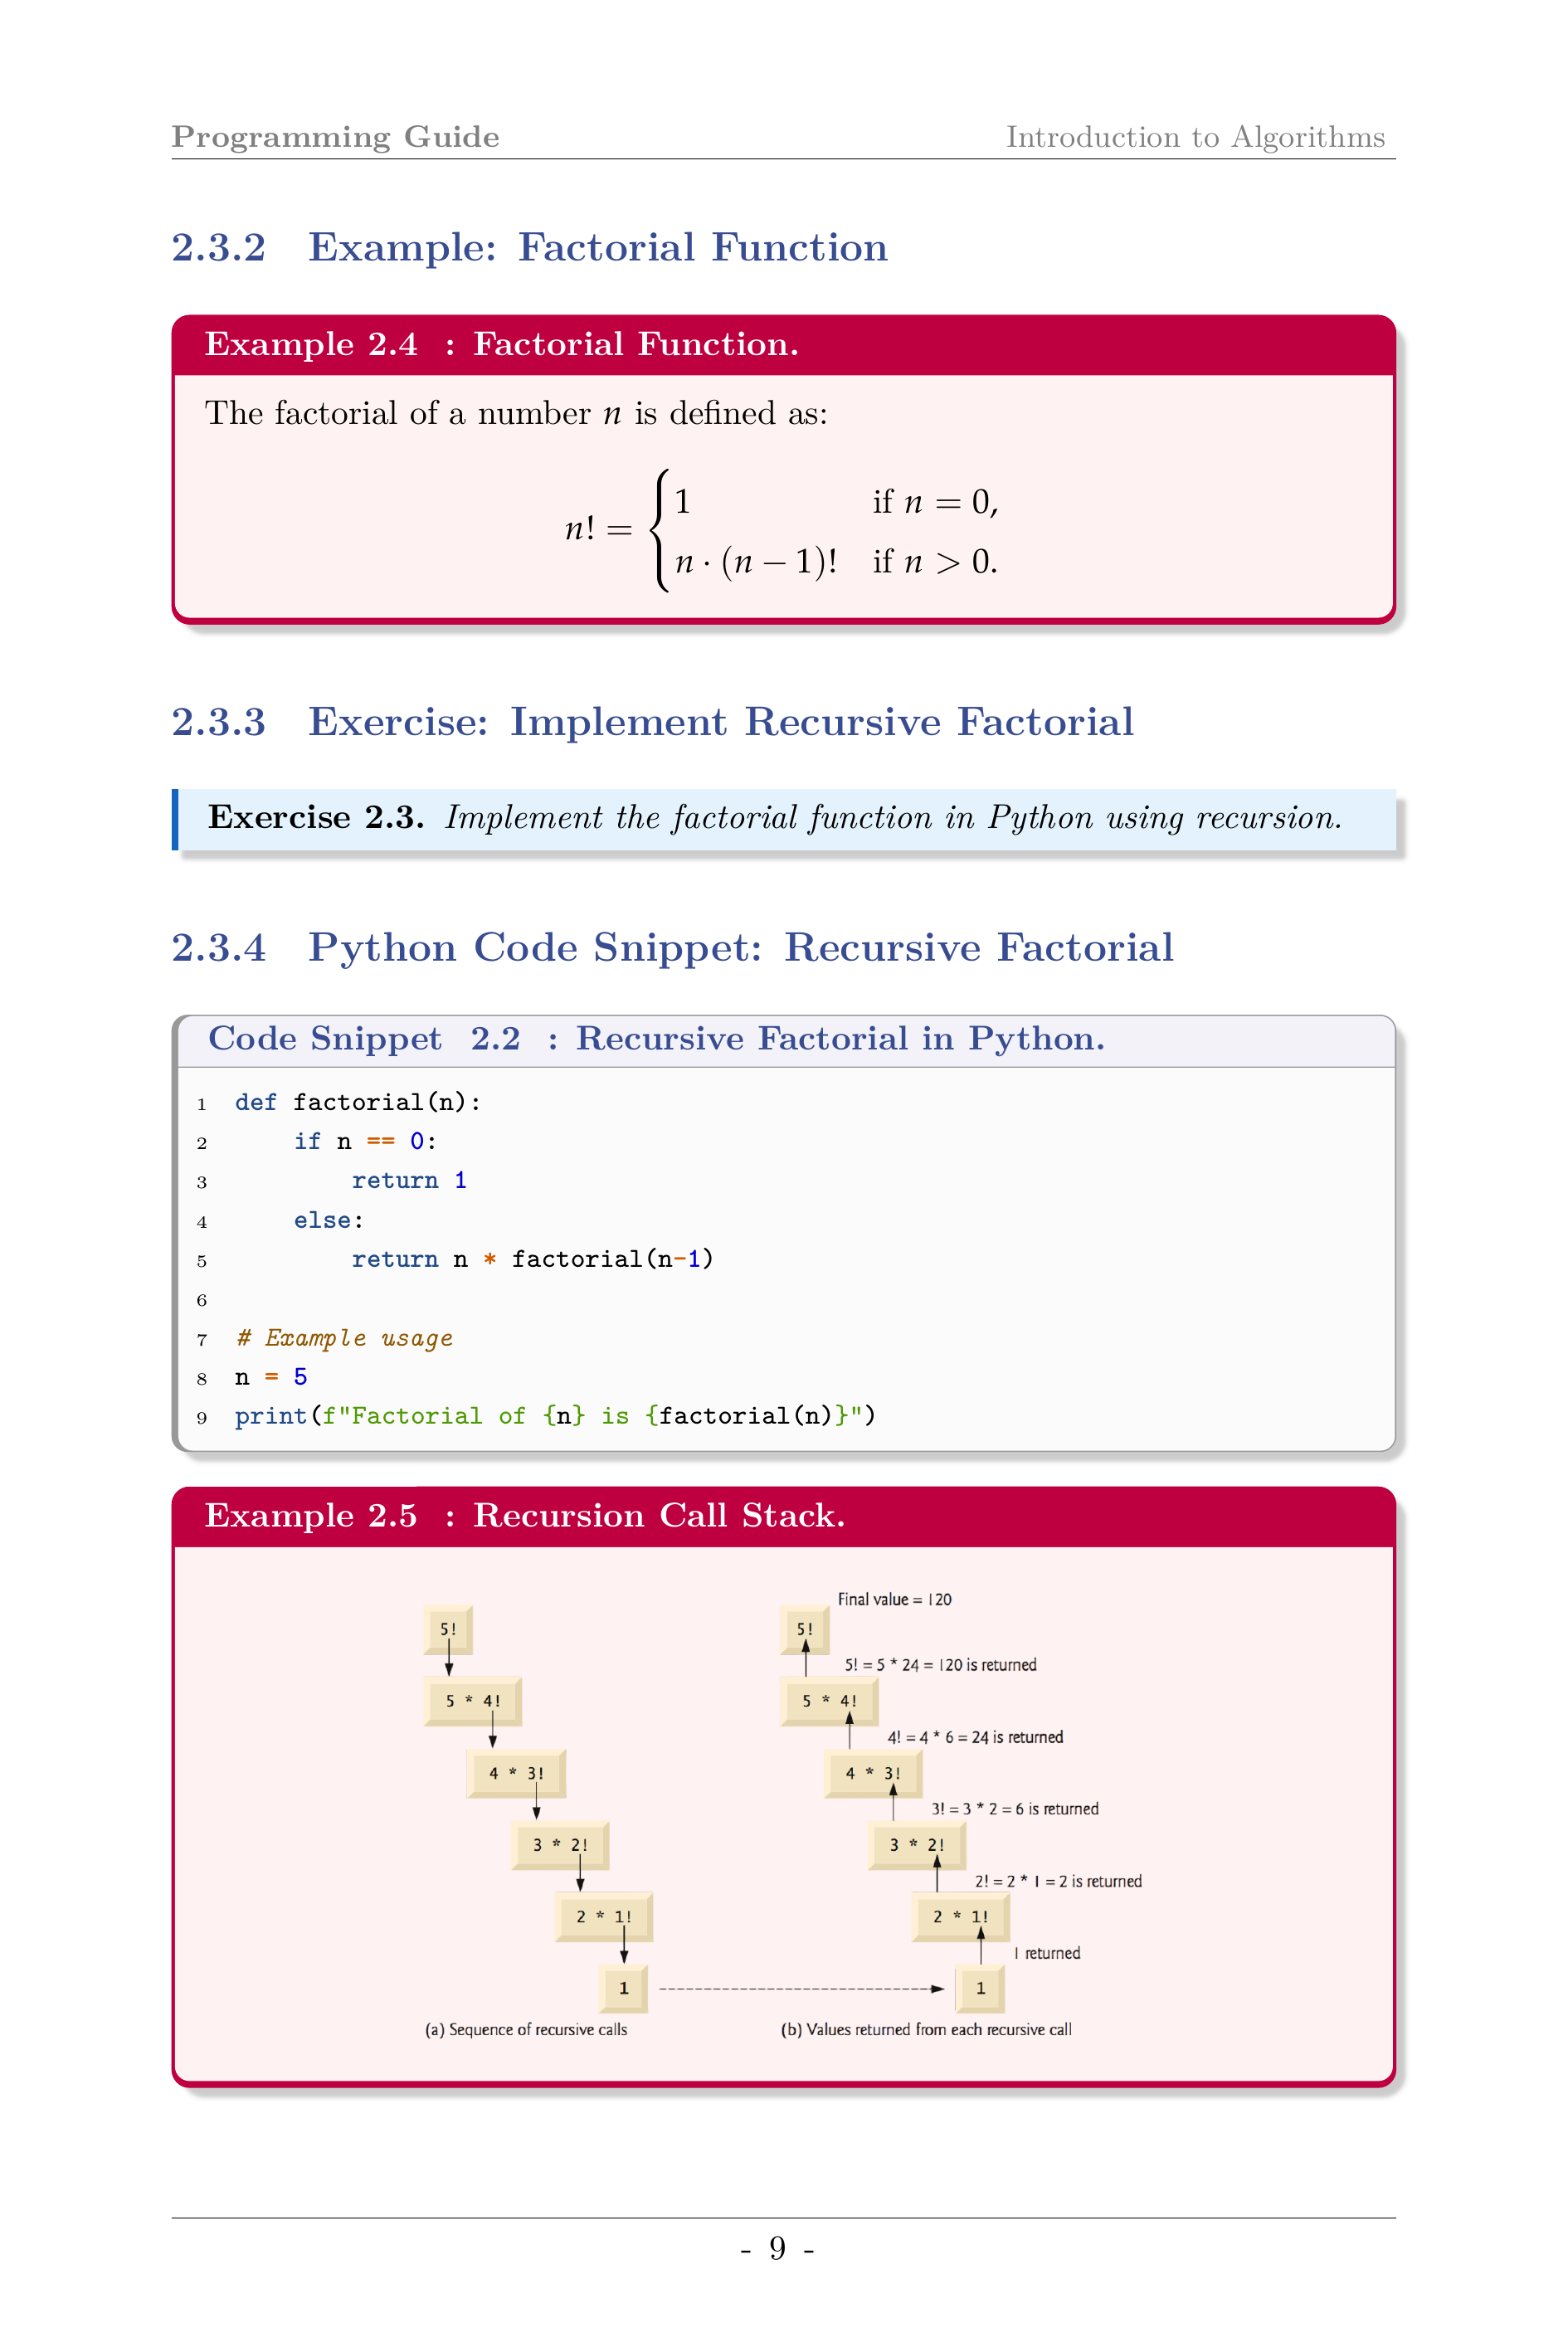 Programming Guide Introduction to Algorithms
2.3.2 Example: Factorial Function
Example 2.4 : Factorial Function.
The factorial of a number n is defined as:
n! = { 1 if n = 0,
n · (n − 1)! if n > 0.
2.3.3 Exercise: Implement Recursive Factorial
Exercise 2.3. Implement the factorial function in Python using recursion.
2.3.4 Python Code Snippet: Recursive Factorial
Code Snippet 2.2 : Recursive Factorial in Python.
1 def factorial(n):
2     if n == 0:
3         return 1
4     else:
5         return n * factorial(n-1)
6
7 # Example usage
8 n = 5
9 print(f"Factorial of {n} is {factorial(n)}")
Example 2.5 : Recursion Call Stack.
5!
5 * 4!
4 * 3!
3 * 2!
2 * 1!
1
(a) Sequence of recursive calls
Final value = 120
5!
5! = 5 * 24 = 120 is returned
5 * 4!
4! = 4 * 6 = 24 is returned
4 * 3!
3! = 3 * 2 = 6 is returned
3 * 2!
2! = 2 * 1 = 2 is returned
2 * 1!
1 returned
1
(b) Values returned from each recursive call
- 9 -